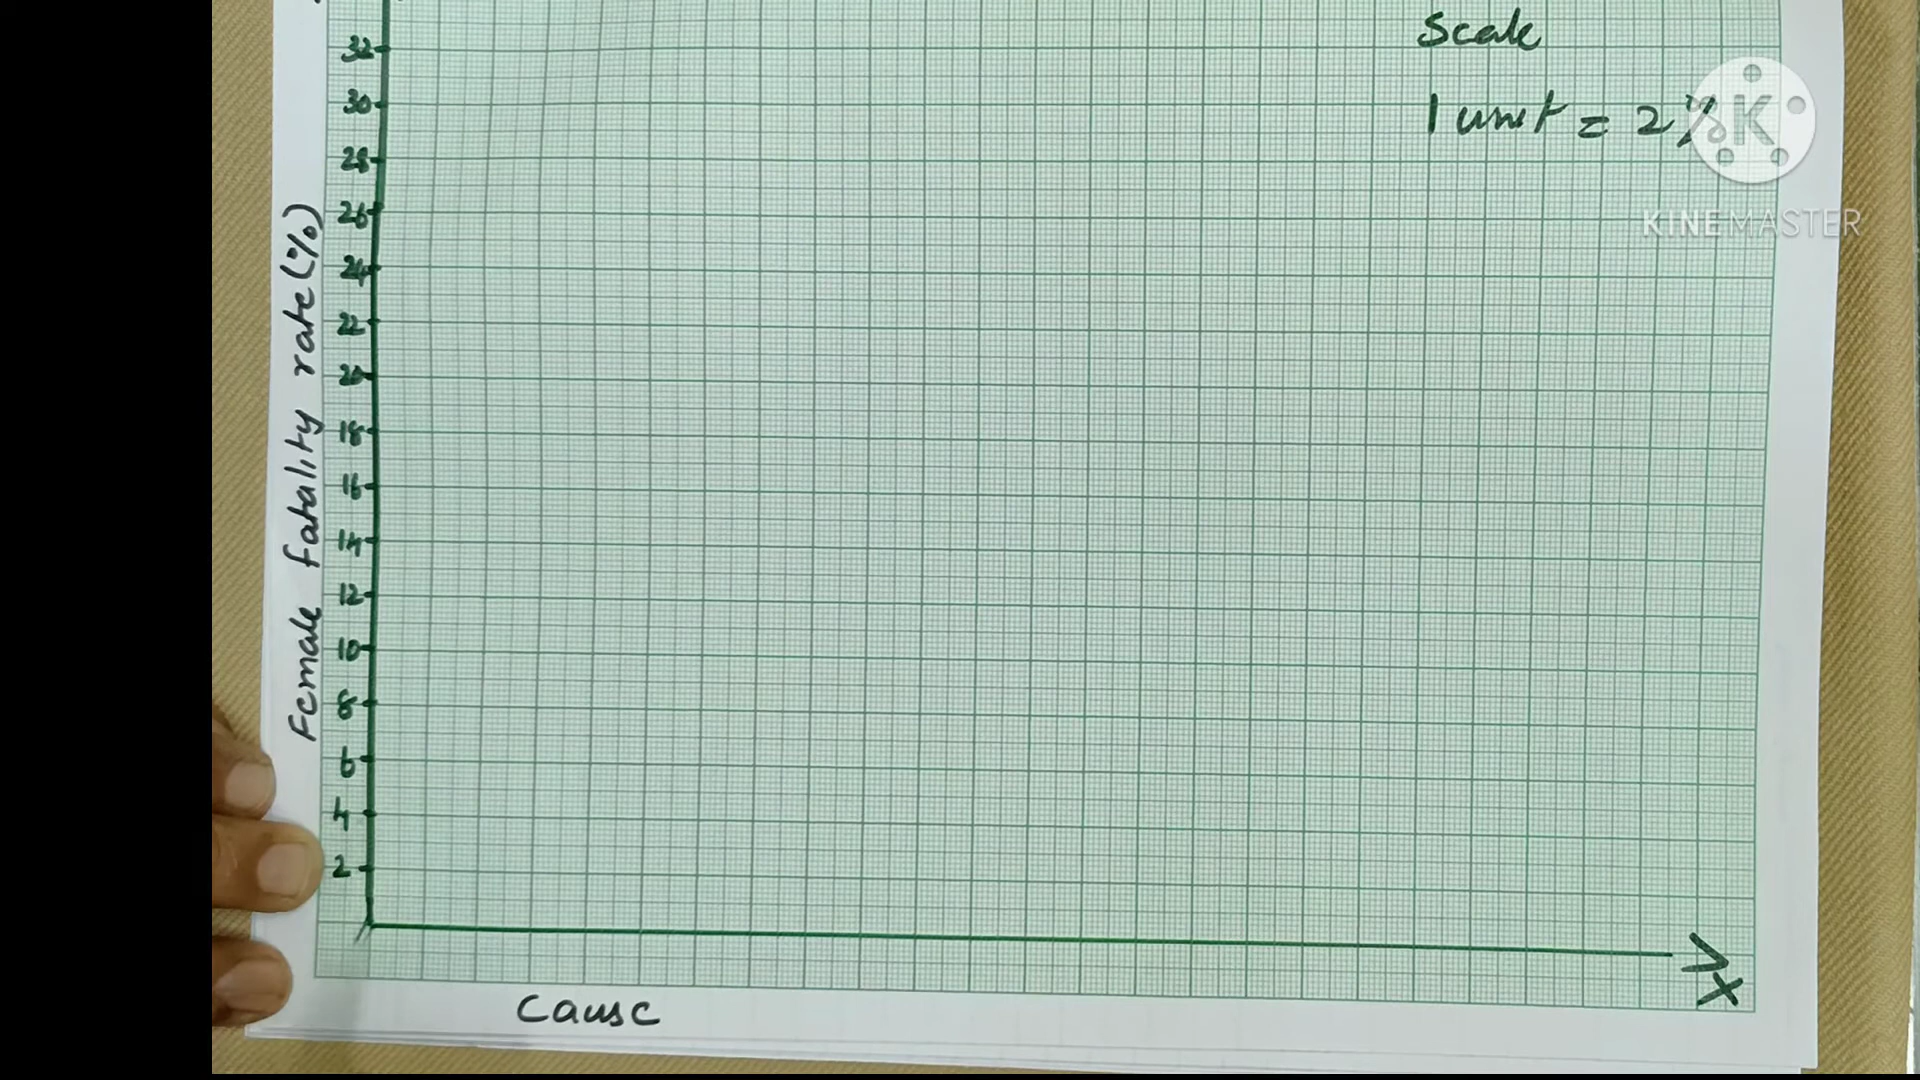 Scale
1 unit = 2%
KINEMASTER
32
30
28
26
24
22
20
18
16
14
12
10
8
6
4
2
Female fatality rate (%)
X
Cause